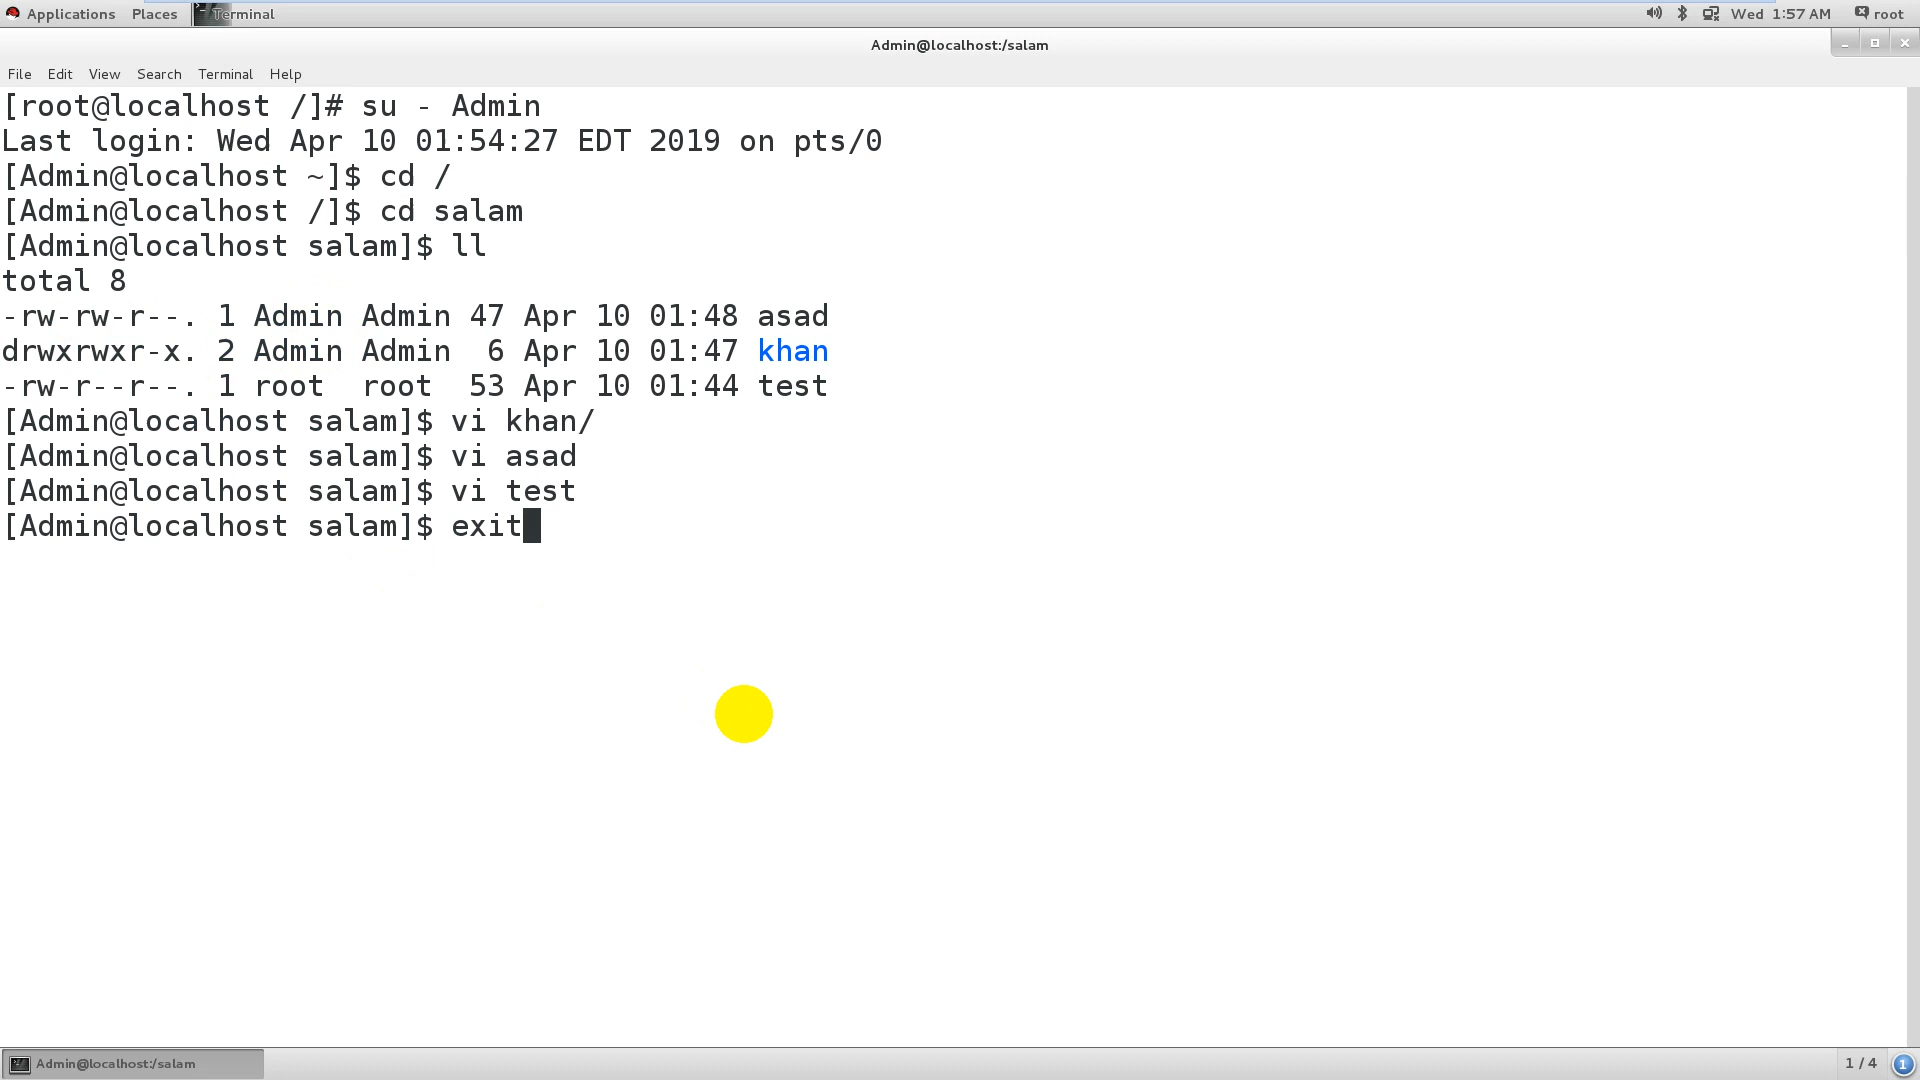 Applications Places Terminal Wed 1:57 AM root
Admin@localhost:/salam
File Edit View Search Terminal Help
[root@localhost /]# su - Admin
Last login: Wed Apr 10 01:54:27 EDT 2019 on pts/0
[Admin@localhost ~]$ cd /
[Admin@localhost /]$ cd salam
[Admin@localhost salam]$ ll
total 8
-rw-rw-r--. 1 Admin Admin 47 Apr 10 01:48 asad
drwxrwxr-x. 2 Admin Admin  6 Apr 10 01:47 khan
-rw-r--r--. 1 root  root  53 Apr 10 01:44 test
[Admin@localhost salam]$ vi khan/
[Admin@localhost salam]$ vi asad
[Admin@localhost salam]$ vi test
[Admin@localhost salam]$ exit
Admin@localhost:/salam 1 / 4 1